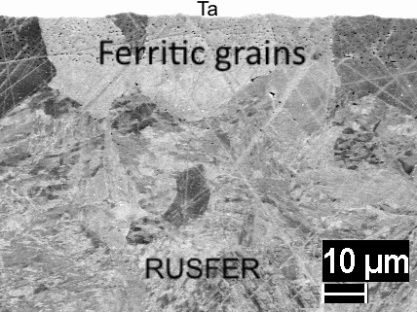 Ta
Ferritic grains
RUSFER
10 µm